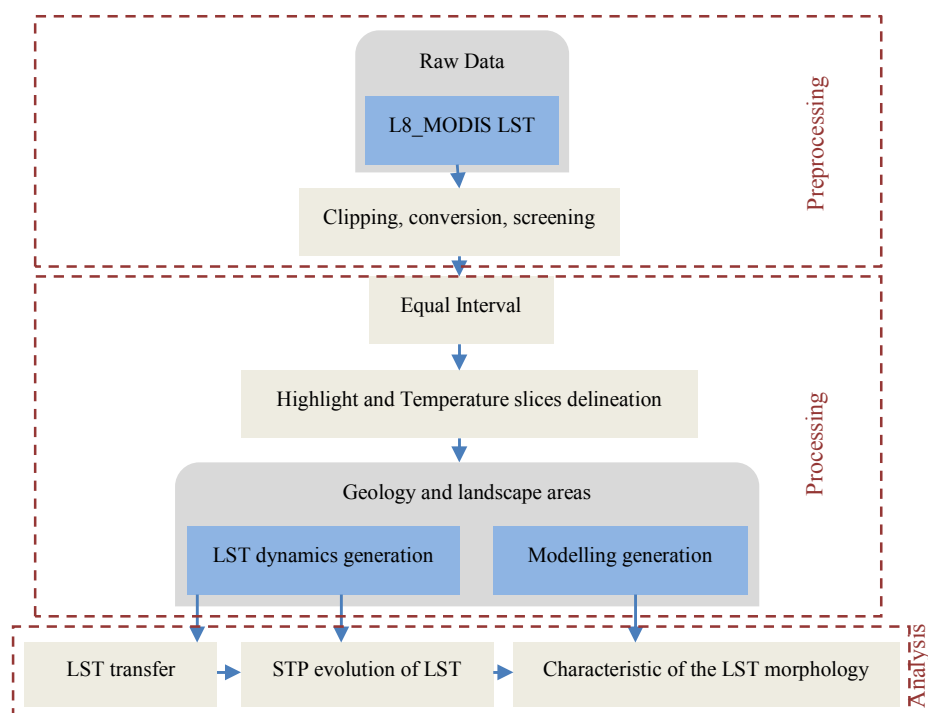 Raw Data
L8_MODIS LST
Clipping, conversion, screening
Preprocessing
Equal Interval
Highlight and Temperature slices delineation
Geology and landscape areas
LST dynamics generation
Modelling generation
Processing
LST transfer
STP evolution of LST
Characteristic of the LST morphology
Analysis